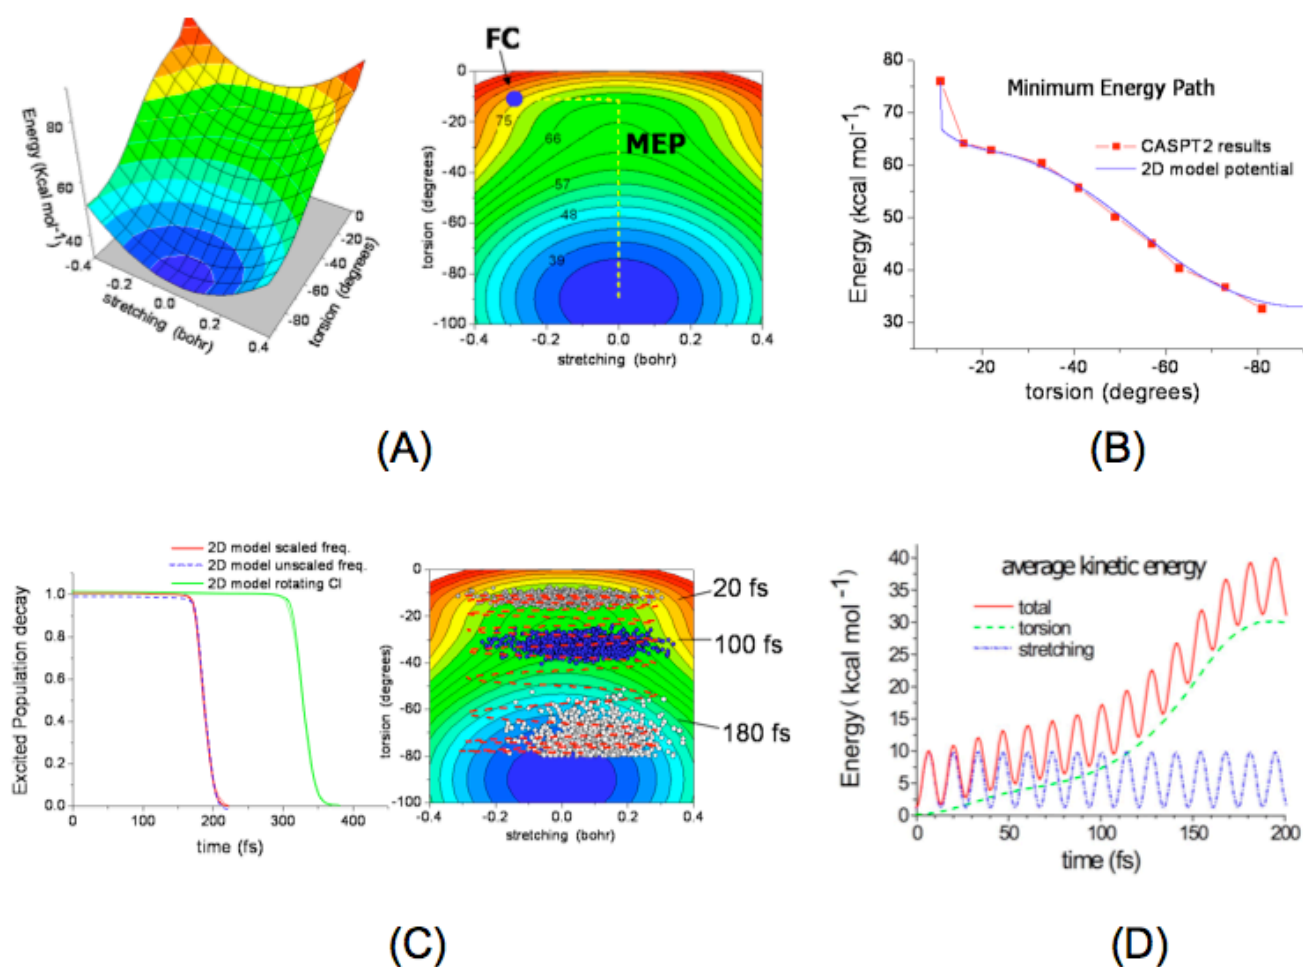 Energy (Kcal mol⁻¹)
80
60
40
-0.4
-0.2
0.0
0.2
0.4
stretching (bohr)
0
-20
-40
-60
-80
torsion (degrees)
FC
MEP
75
66
57
48
39
0
-20
-40
-60
-80
-100
torsion (degrees)
-0.4 -0.2 0.0 0.2 0.4
stretching (bohr)
(A)
Minimum Energy Path
CASPT2 results
2D model potential
80
70
60
50
40
30
Energy (kcal mol⁻¹)
-20 -40 -60 -80
torsion (degrees)
(B)
2D model scaled freq.
2D model unscaled freq.
2D model rotating CI
1.0
0.8
0.6
0.4
0.2
0.0
Excited Population decay
0 100 200 300 400
time (fs)
0
-20
-40
-60
-80
-100
torsion (degrees)
20 fs
100 fs
180 fs
-0.4 -0.2 0.0 0.2 0.4
stretching (bohr)
(C)
average kinetic energy
total
torsion
stretching
40
35
30
25
20
15
10
5
0
Energy (kcal mol⁻¹)
0 50 100 150 200
time (fs)
(D)